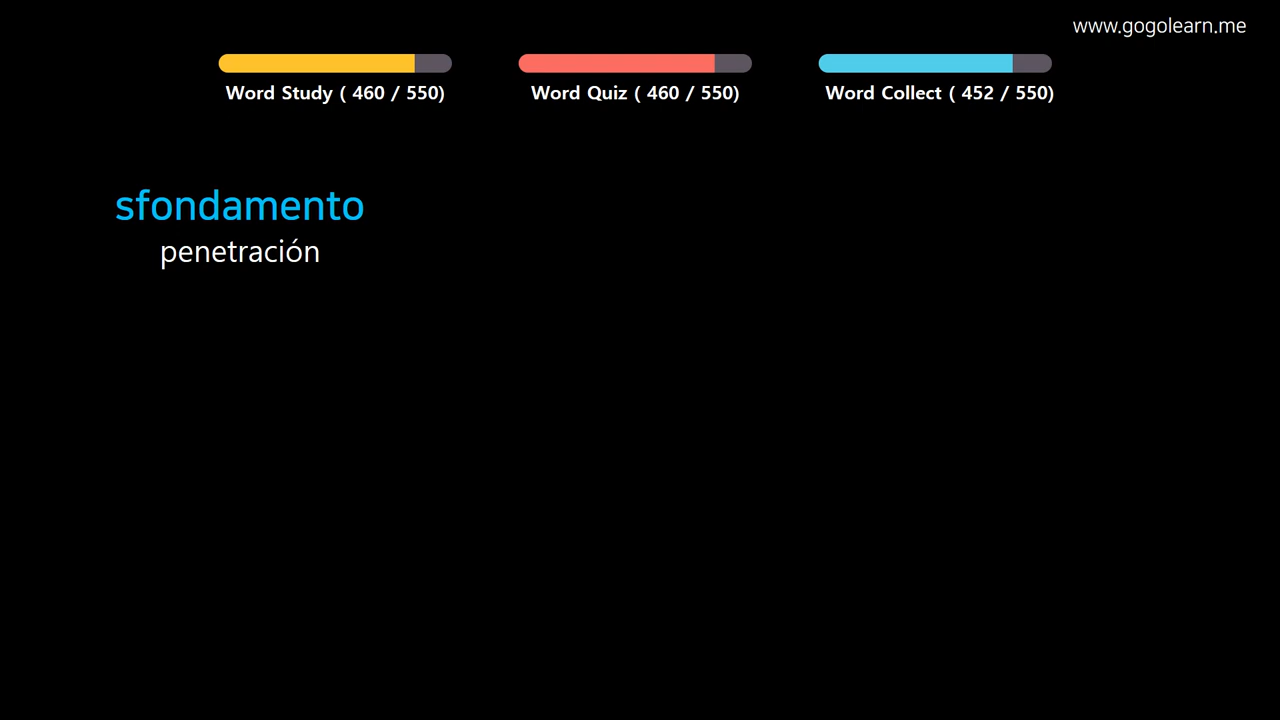 www.gogolearn.me
Word Study ( 460 / 550)
Word Quiz ( 460 / 550)
Word Collect ( 452 / 550)
sfondamento
penetración